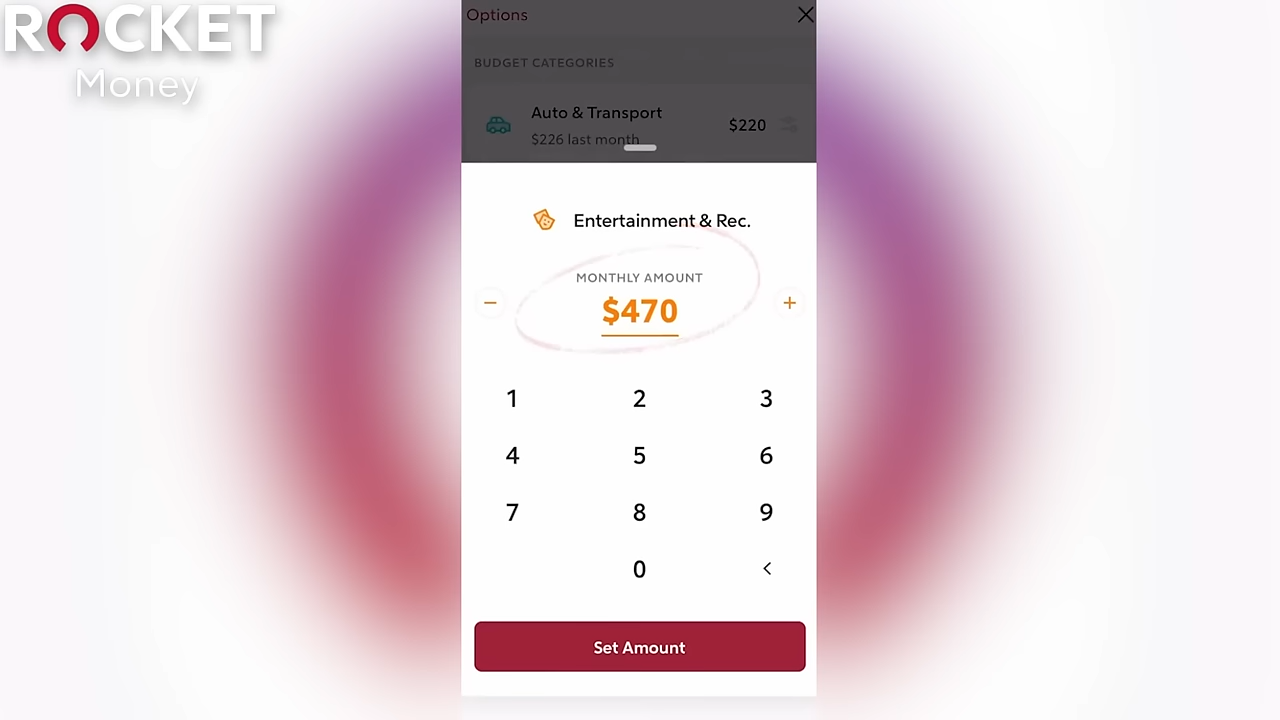 ROCKET
Money
Options
BUDGET CATEGORIES
Auto & Transport
$220
$226 last month
Entertainment & Rec.
MONTHLY AMOUNT
− $470 +
1 2 3
4 5 6
7 8 9
0 <
Set Amount